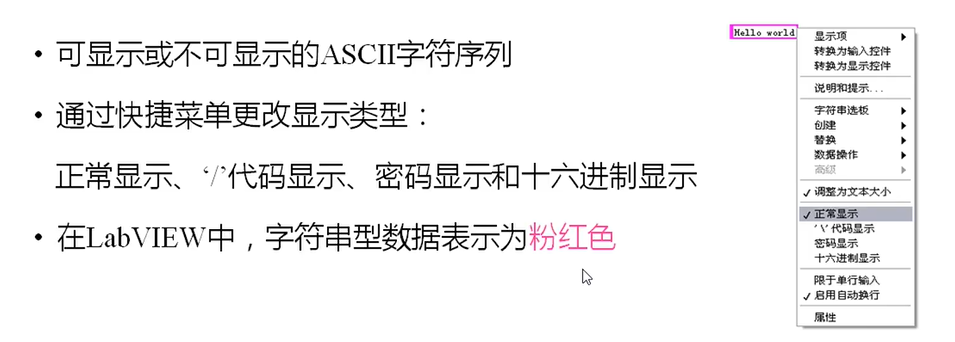 • 可显示或不可显示的ASCII字符序列
• 通过快捷菜单更改显示类型：
正常显示、‘/’代码显示、密码显示和十六进制显示
• 在LabVIEW中，字符串型数据表示为粉红色
Hello world
显示项
转换为输入控件
转换为显示控件
说明和提示...
字符串选板
创建
替换
数据操作
高级
✓ 调整为文本大小
✓ 正常显示
'\' 代码显示
密码显示
十六进制显示
限于单行输入
✓ 启用自动换行
属性